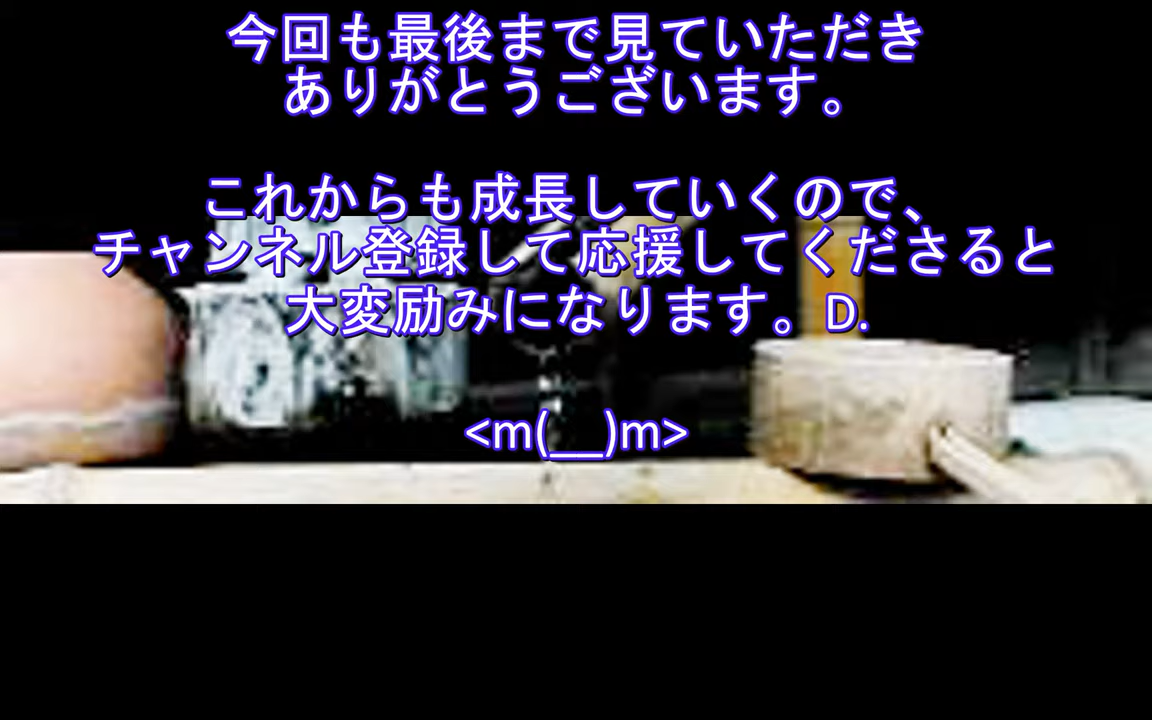 今回も最後まで見ていただき
ありがとうございます。
これからも成長していくので、
チャンネル登録して応援してくださると
大変励みになります。D.
<m(__)m>